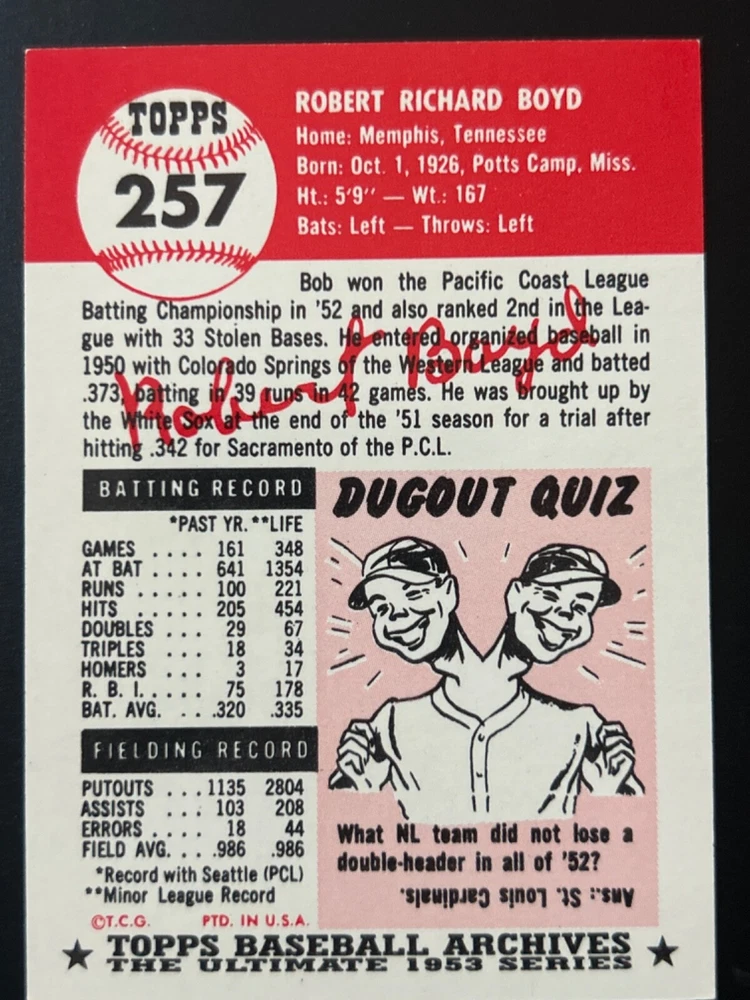 TOPPS
257
ROBERT RICHARD BOYD
Home: Memphis, Tennessee
Born: Oct. 1, 1926, Potts Camp, Miss.
Ht.: 5'9" — Wt.: 167
Bats: Left — Throws: Left
Bob won the Pacific Coast League
Batting Championship in '52 and also ranked 2nd in the Lea-
gue with 33 Stolen Bases. He entered organized baseball in
1950 with Colorado Springs of the Western League and batted
.373, batting in 39 runs in 42 games. He was brought up by
the White Sox at the end of the '51 season for a trial after
hitting .342 for Sacramento of the P.C.L.
Robert Boyd
BATTING RECORD
*PAST YR. **LIFE
GAMES .... 161 348
AT BAT .... 641 1354
RUNS .... 100 221
HITS ..... 205 454
DOUBLES ... 29 67
TRIPLES ... 18 34
HOMERS ... 3 17
R. B. I. .... 75 178
BAT. AVG. ... .320 .335
FIELDING RECORD
PUTOUTS ... 1135 2804
ASSISTS ... 103 208
ERRORS ... 18 44
FIELD AVG. ... .986 .986
*Record with Seattle (PCL)
**Minor League Record
©T.C.G. PTD. IN U.S.A.
DUGOUT QUIZ
What NL team did not lose a
double-header in all of '52?
Ans.: St. Louis Cardinals.
★ TOPPS BASEBALL ARCHIVES ★
THE ULTIMATE 1953 SERIES